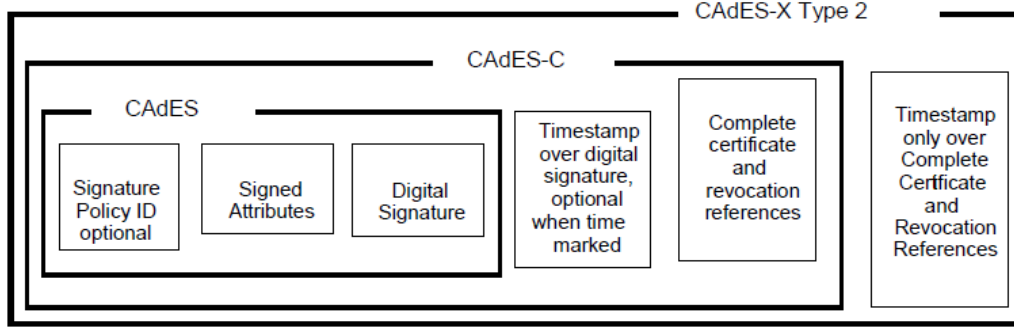 CAdES-X Type 2
CAdES-C
CAdES
Signature
Policy ID
optional
Signed
Attributes
Digital
Signature
Timestamp
over digital
signature,
optional
when time
marked
Complete
certificate
and
revocation
references
Timestamp
only over
Complete
Certficate
and
Revocation
References